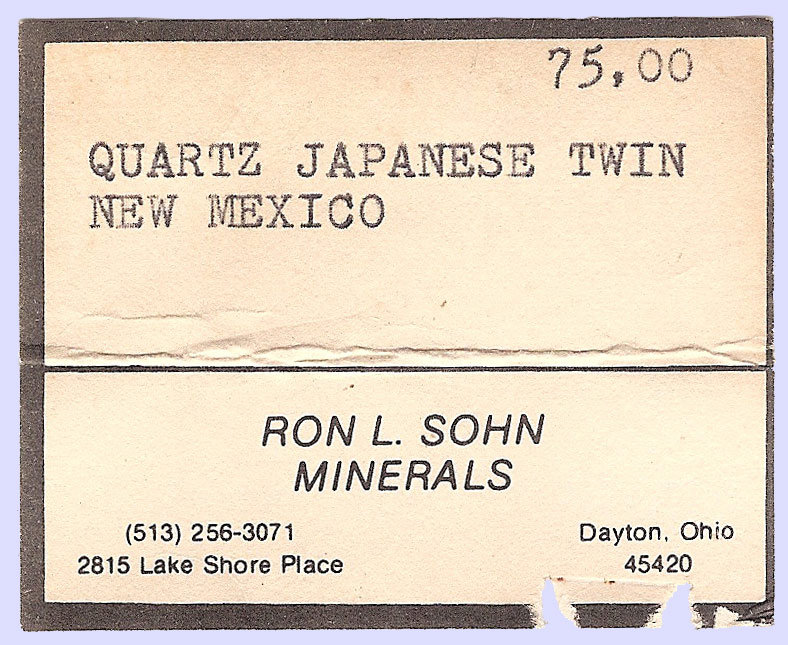 75.00
QUARTZ JAPANESE TWIN
NEW MEXICO
RON L. SOHN
MINERALS
(513) 256-3071
Dayton, Ohio
2815 Lake Shore Place
45420